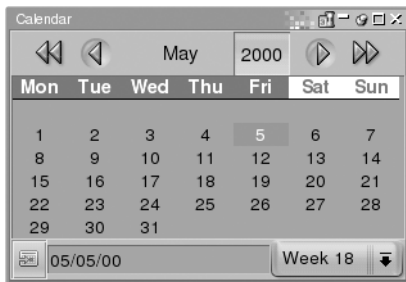 Calendar
May 2000
Mon Tue Wed Thu Fri Sat Sun
1 2 3 4 5 6 7
8 9 10 11 12 13 14
15 16 17 18 19 20 21
22 23 24 25 26 27 28
29 30 31
05/05/00 Week 18